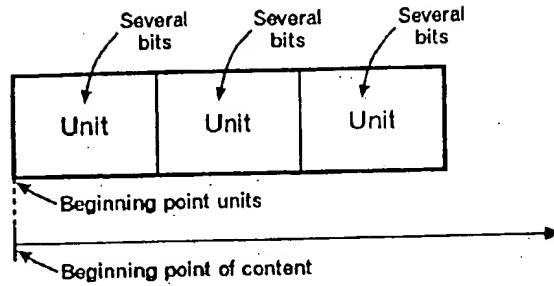 Several bits
Several bits
Several bits
Unit
Unit
Unit
Beginning point units
Beginning point of content